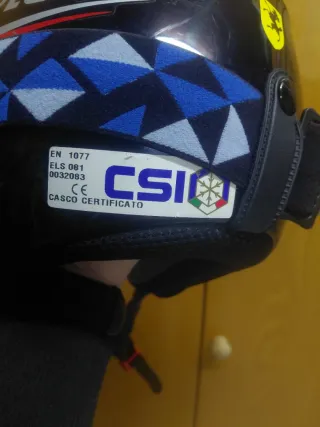 EN 1077
ELS 081
0032083
CE
CSI
CASCO CERTIFICATO